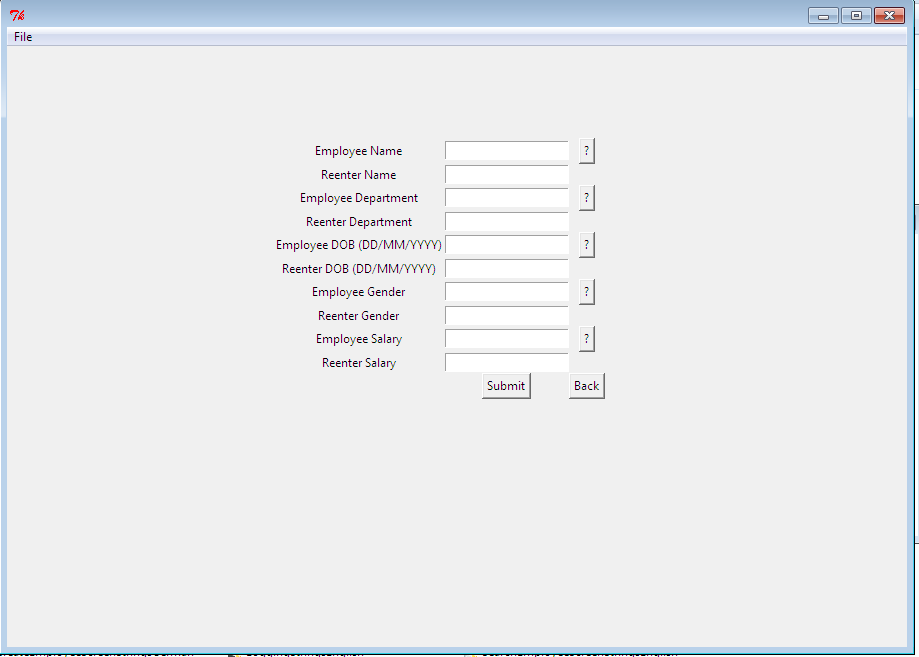 Tk
File
Employee Name ?
Reenter Name
Employee Department ?
Reenter Department
Employee DOB (DD/MM/YYYY) ?
Reenter DOB (DD/MM/YYYY)
Employee Gender ?
Reenter Gender
Employee Salary ?
Reenter Salary
Submit Back